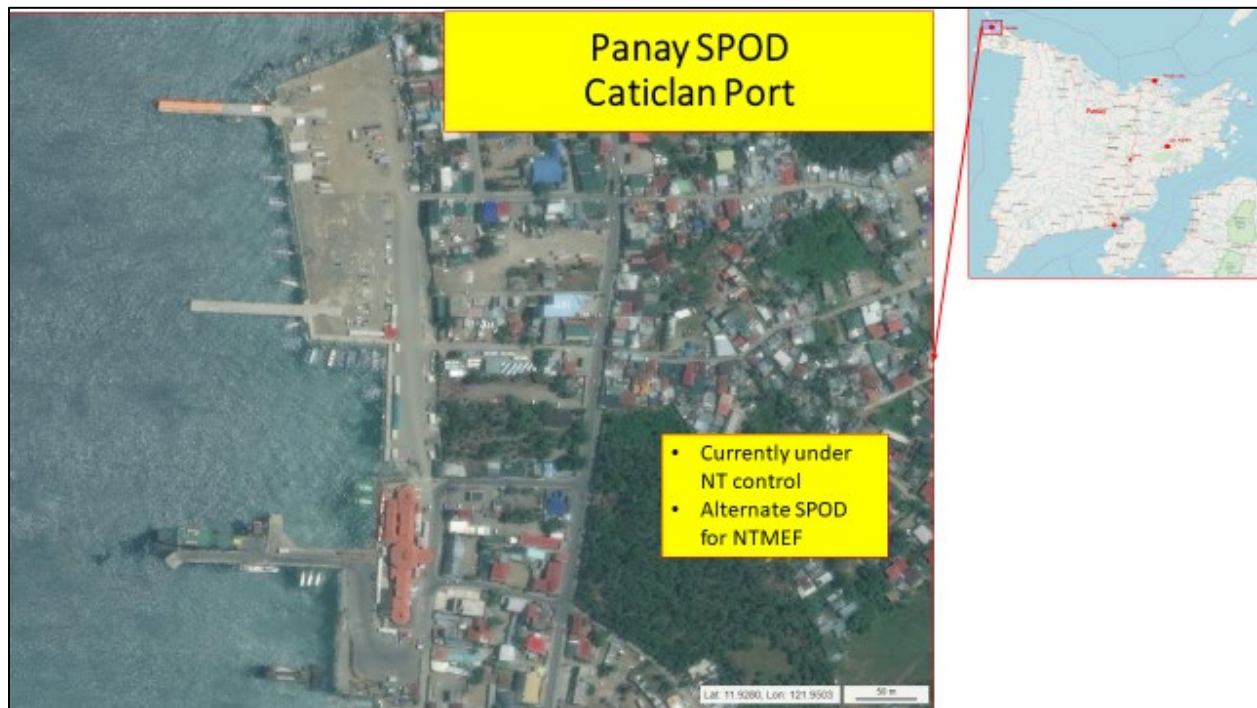 Panay SPOD
Caticlan Port
Panay
• Currently under
NT control
• Alternate SPOD
for NTMEF
Lat: 11.9280, Lon: 121.9503
50 m